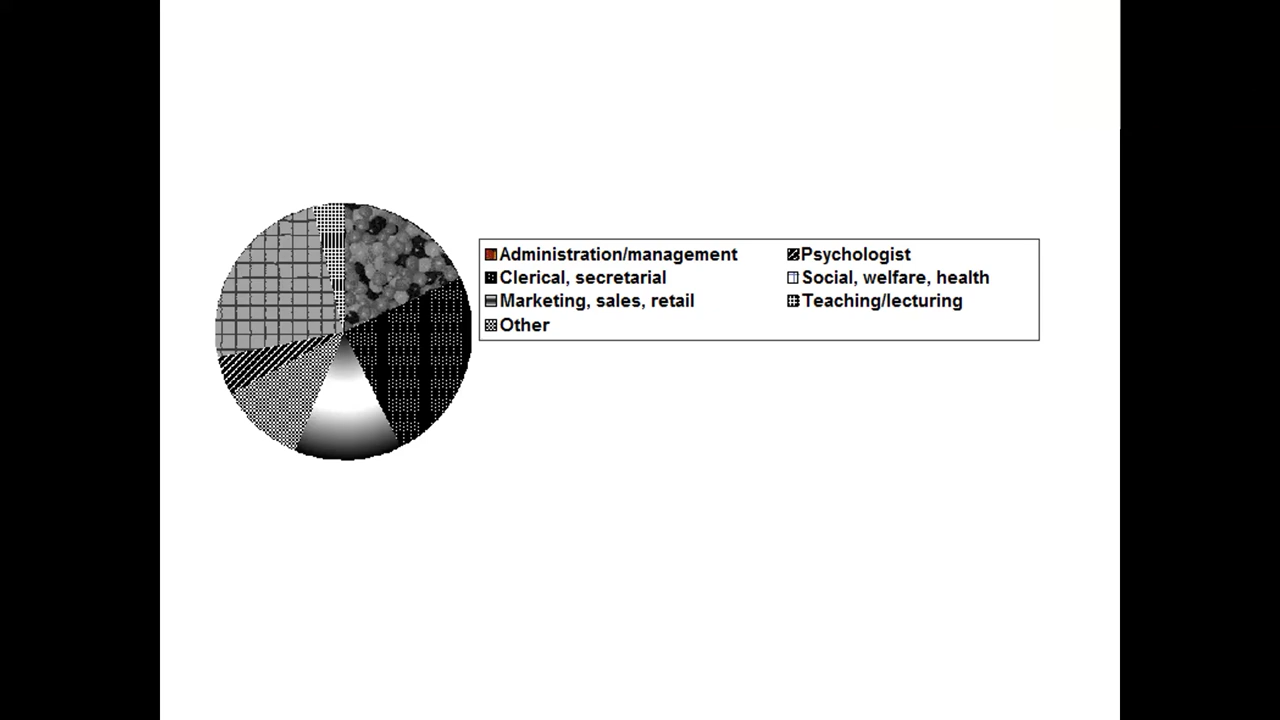 Administration/management Psychologist
Clerical, secretarial Social, welfare, health
Marketing, sales, retail Teaching/lecturing
Other